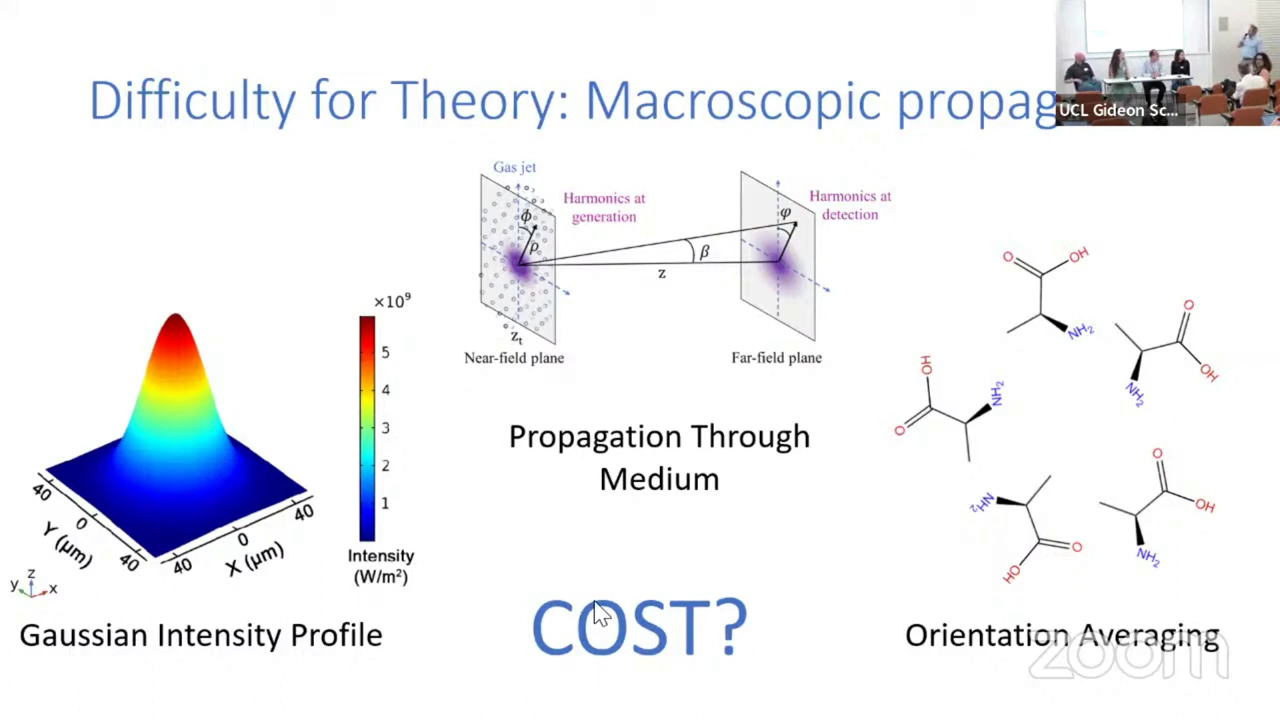 Difficulty for Theory: Macroscopic propag
UCL Gideon Sc...
Gas jet
Harmonics at
generation
Harmonics at
detection
ϕ
ρ
β
z
φ
z_t
Near-field plane
Far-field plane
×10⁹
5
4
3
2
1
Intensity
(W/m²)
40
0
40
Y (µm)
40
0
40
X (µm)
z
y
x
Gaussian Intensity Profile
Propagation Through
Medium
COST?
O
OH
NH₂
O
OH
NH₂
HO
O
NH₂
NH₂
O
HO
O
OH
NH₂
Orientation Averaging
zoom